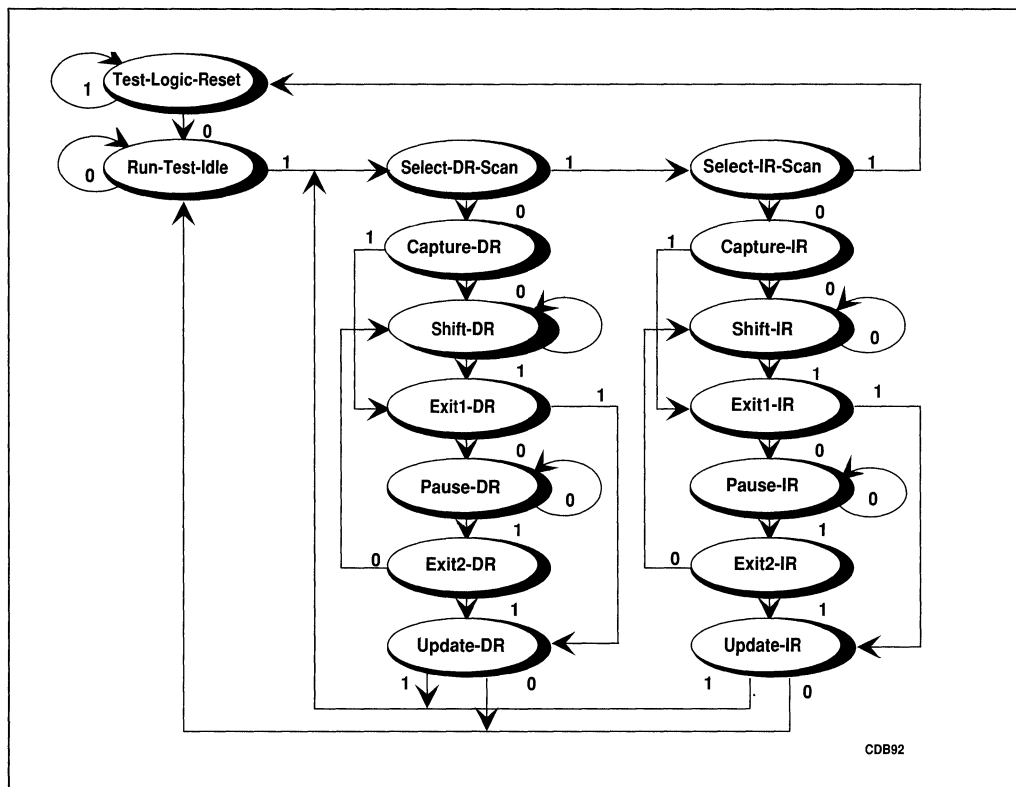 Test-Logic-Reset
1
0
Run-Test-Idle
0
1
Select-DR-Scan
1
Select-IR-Scan
1
0
0
1
Capture-DR
1
Capture-IR
0
0
Shift-DR
Shift-IR
0
1
1
Exit1-DR
1
Exit1-IR
1
0
0
Pause-DR
0
Pause-IR
0
1
1
0
Exit2-DR
0
Exit2-IR
1
1
Update-DR
Update-IR
1
0
1
0
CDB92